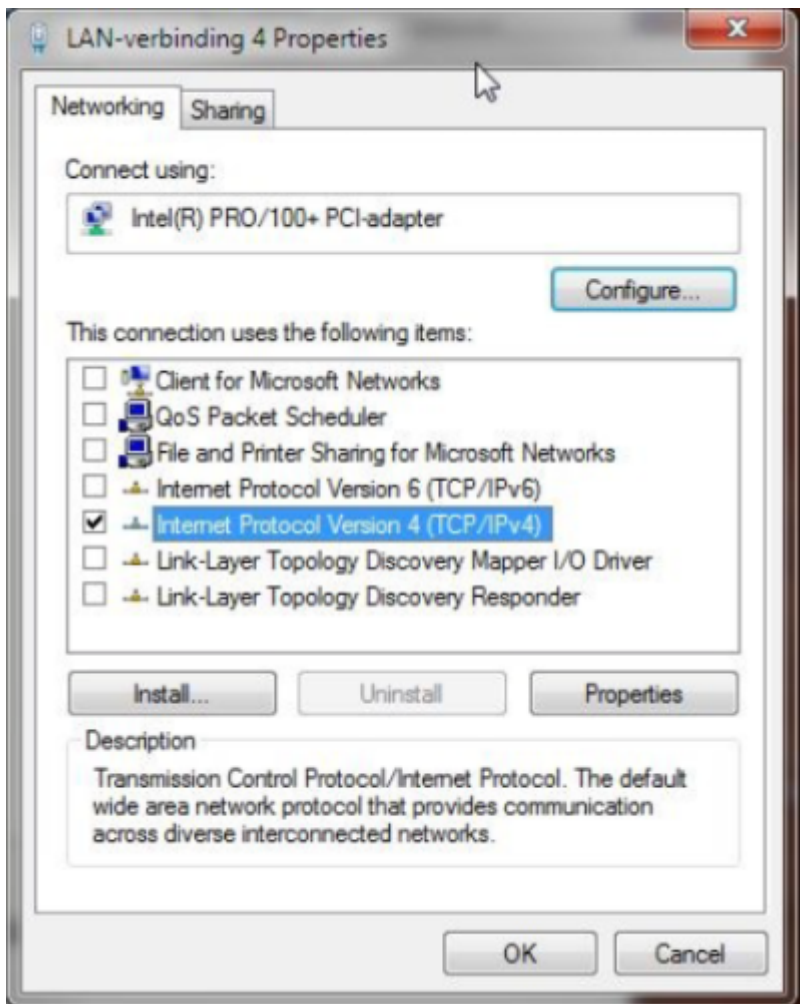 LAN-verbinding 4 Properties
Networking
Sharing
Connect using:
Intel(R) PRO/100+ PCI-adapter
Configure...
This connection uses the following items:
Client for Microsoft Networks
QoS Packet Scheduler
File and Printer Sharing for Microsoft Networks
Internet Protocol Version 6 (TCP/IPv6)
Internet Protocol Version 4 (TCP/IPv4)
Link-Layer Topology Discovery Mapper I/O Driver
Link-Layer Topology Discovery Responder
Install...
Uninstall
Properties
Description
Transmission Control Protocol/Internet Protocol. The default
wide area network protocol that provides communication
across diverse interconnected networks.
OK
Cancel